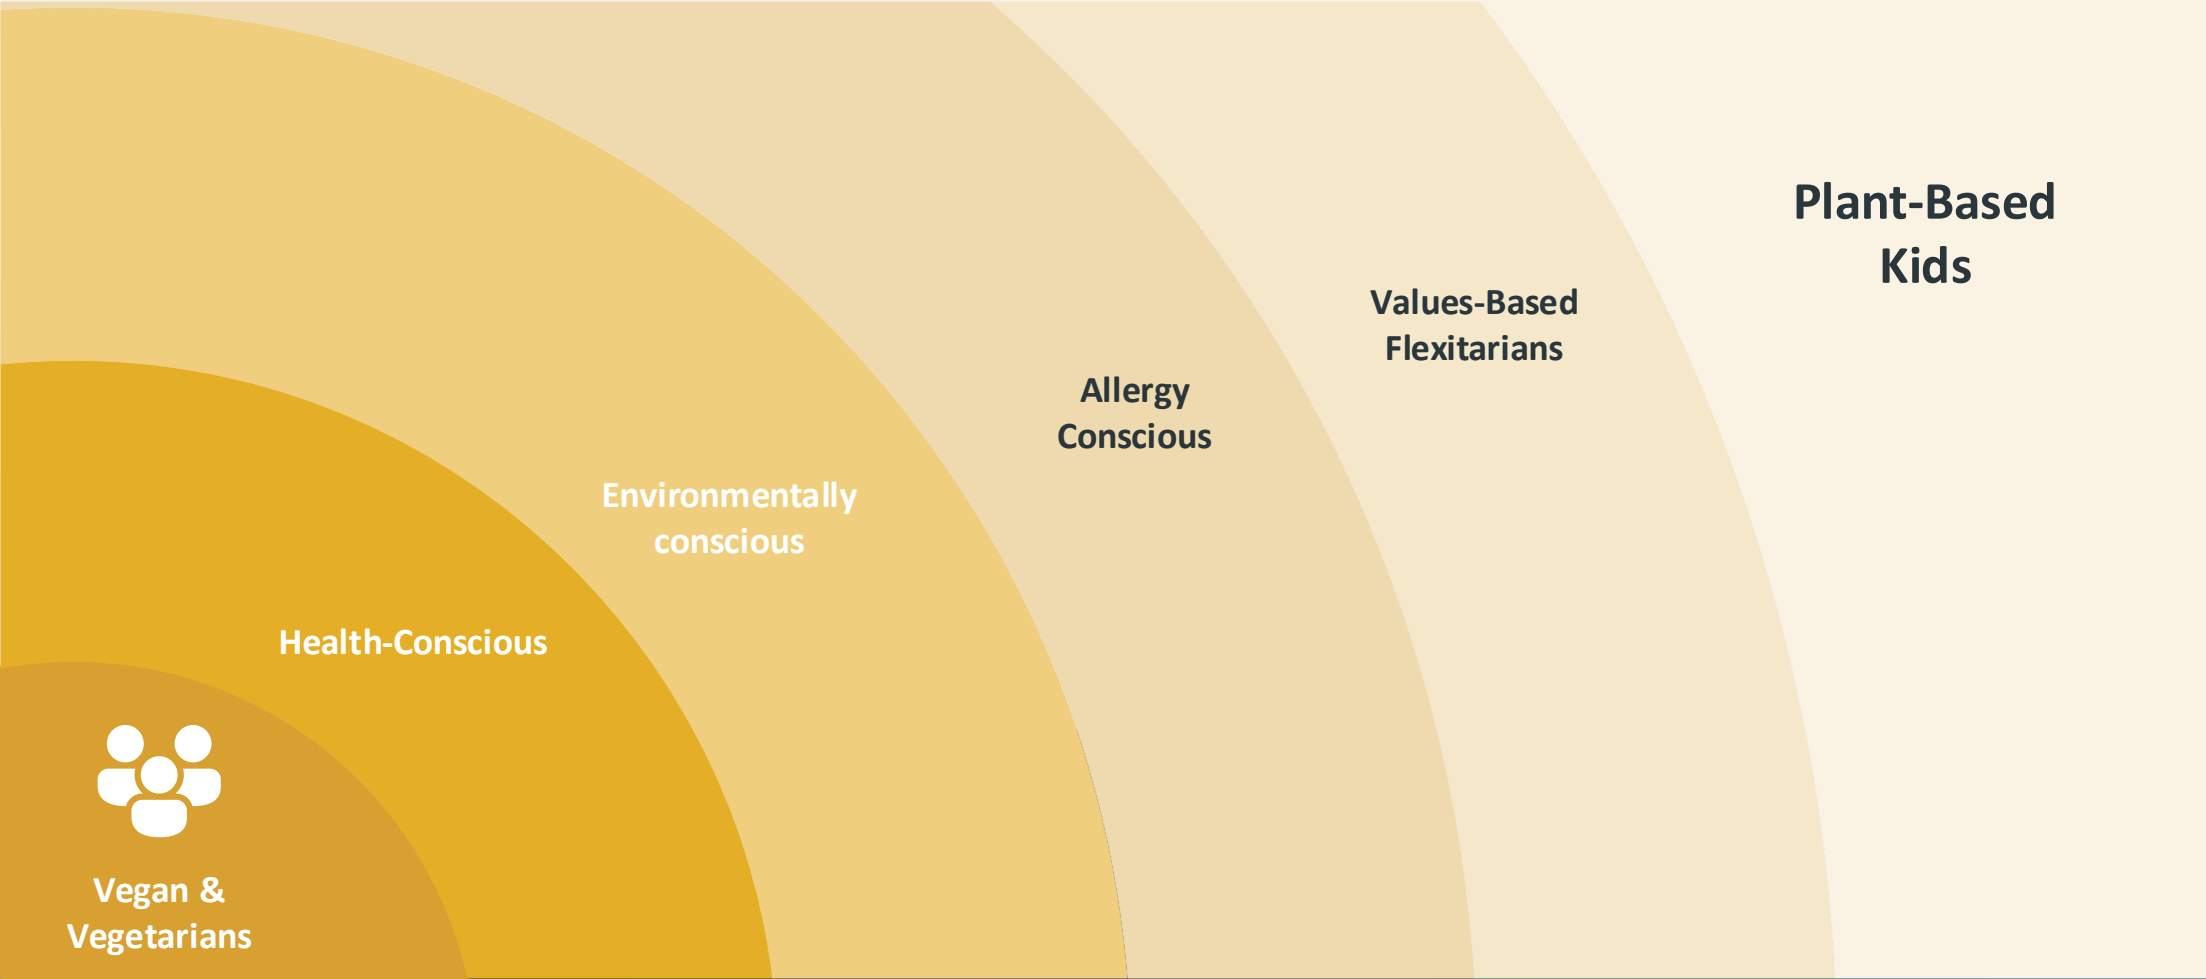 Plant-Based
Kids
Values-Based
Flexitarians
Allergy
Conscious
Environmentally
conscious
Health-Conscious
Vegan &
Vegetarians